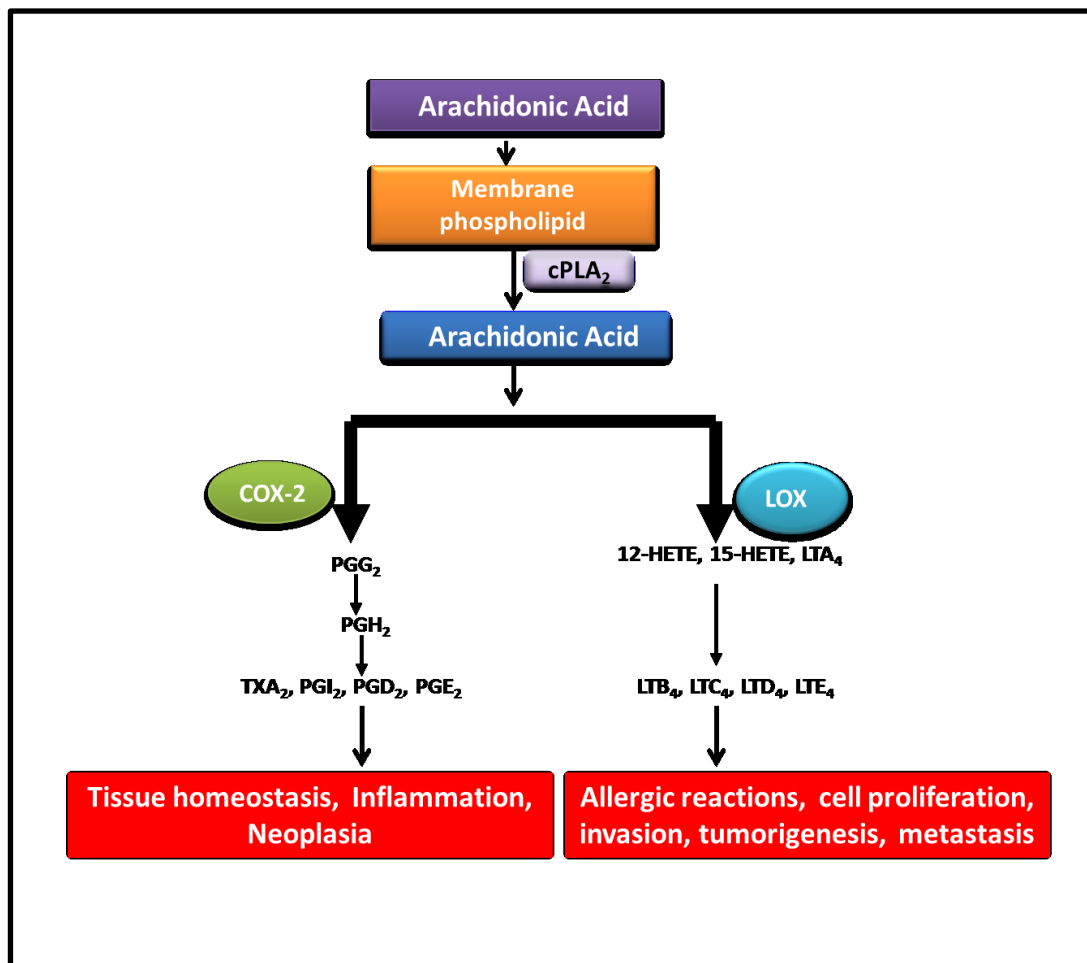 Arachidonic Acid
Membrane
phospholipid
cPLA₂
Arachidonic Acid
COX-2
LOX
PGG₂
12-HETE, 15-HETE, LTA₄
PGH₂
TXA₂, PGI₂, PGD₂, PGE₂
LTB₄, LTC₄, LTD₄, LTE₄
Tissue homeostasis, Inflammation,
Neoplasia
Allergic reactions, cell proliferation,
invasion, tumorigenesis, metastasis